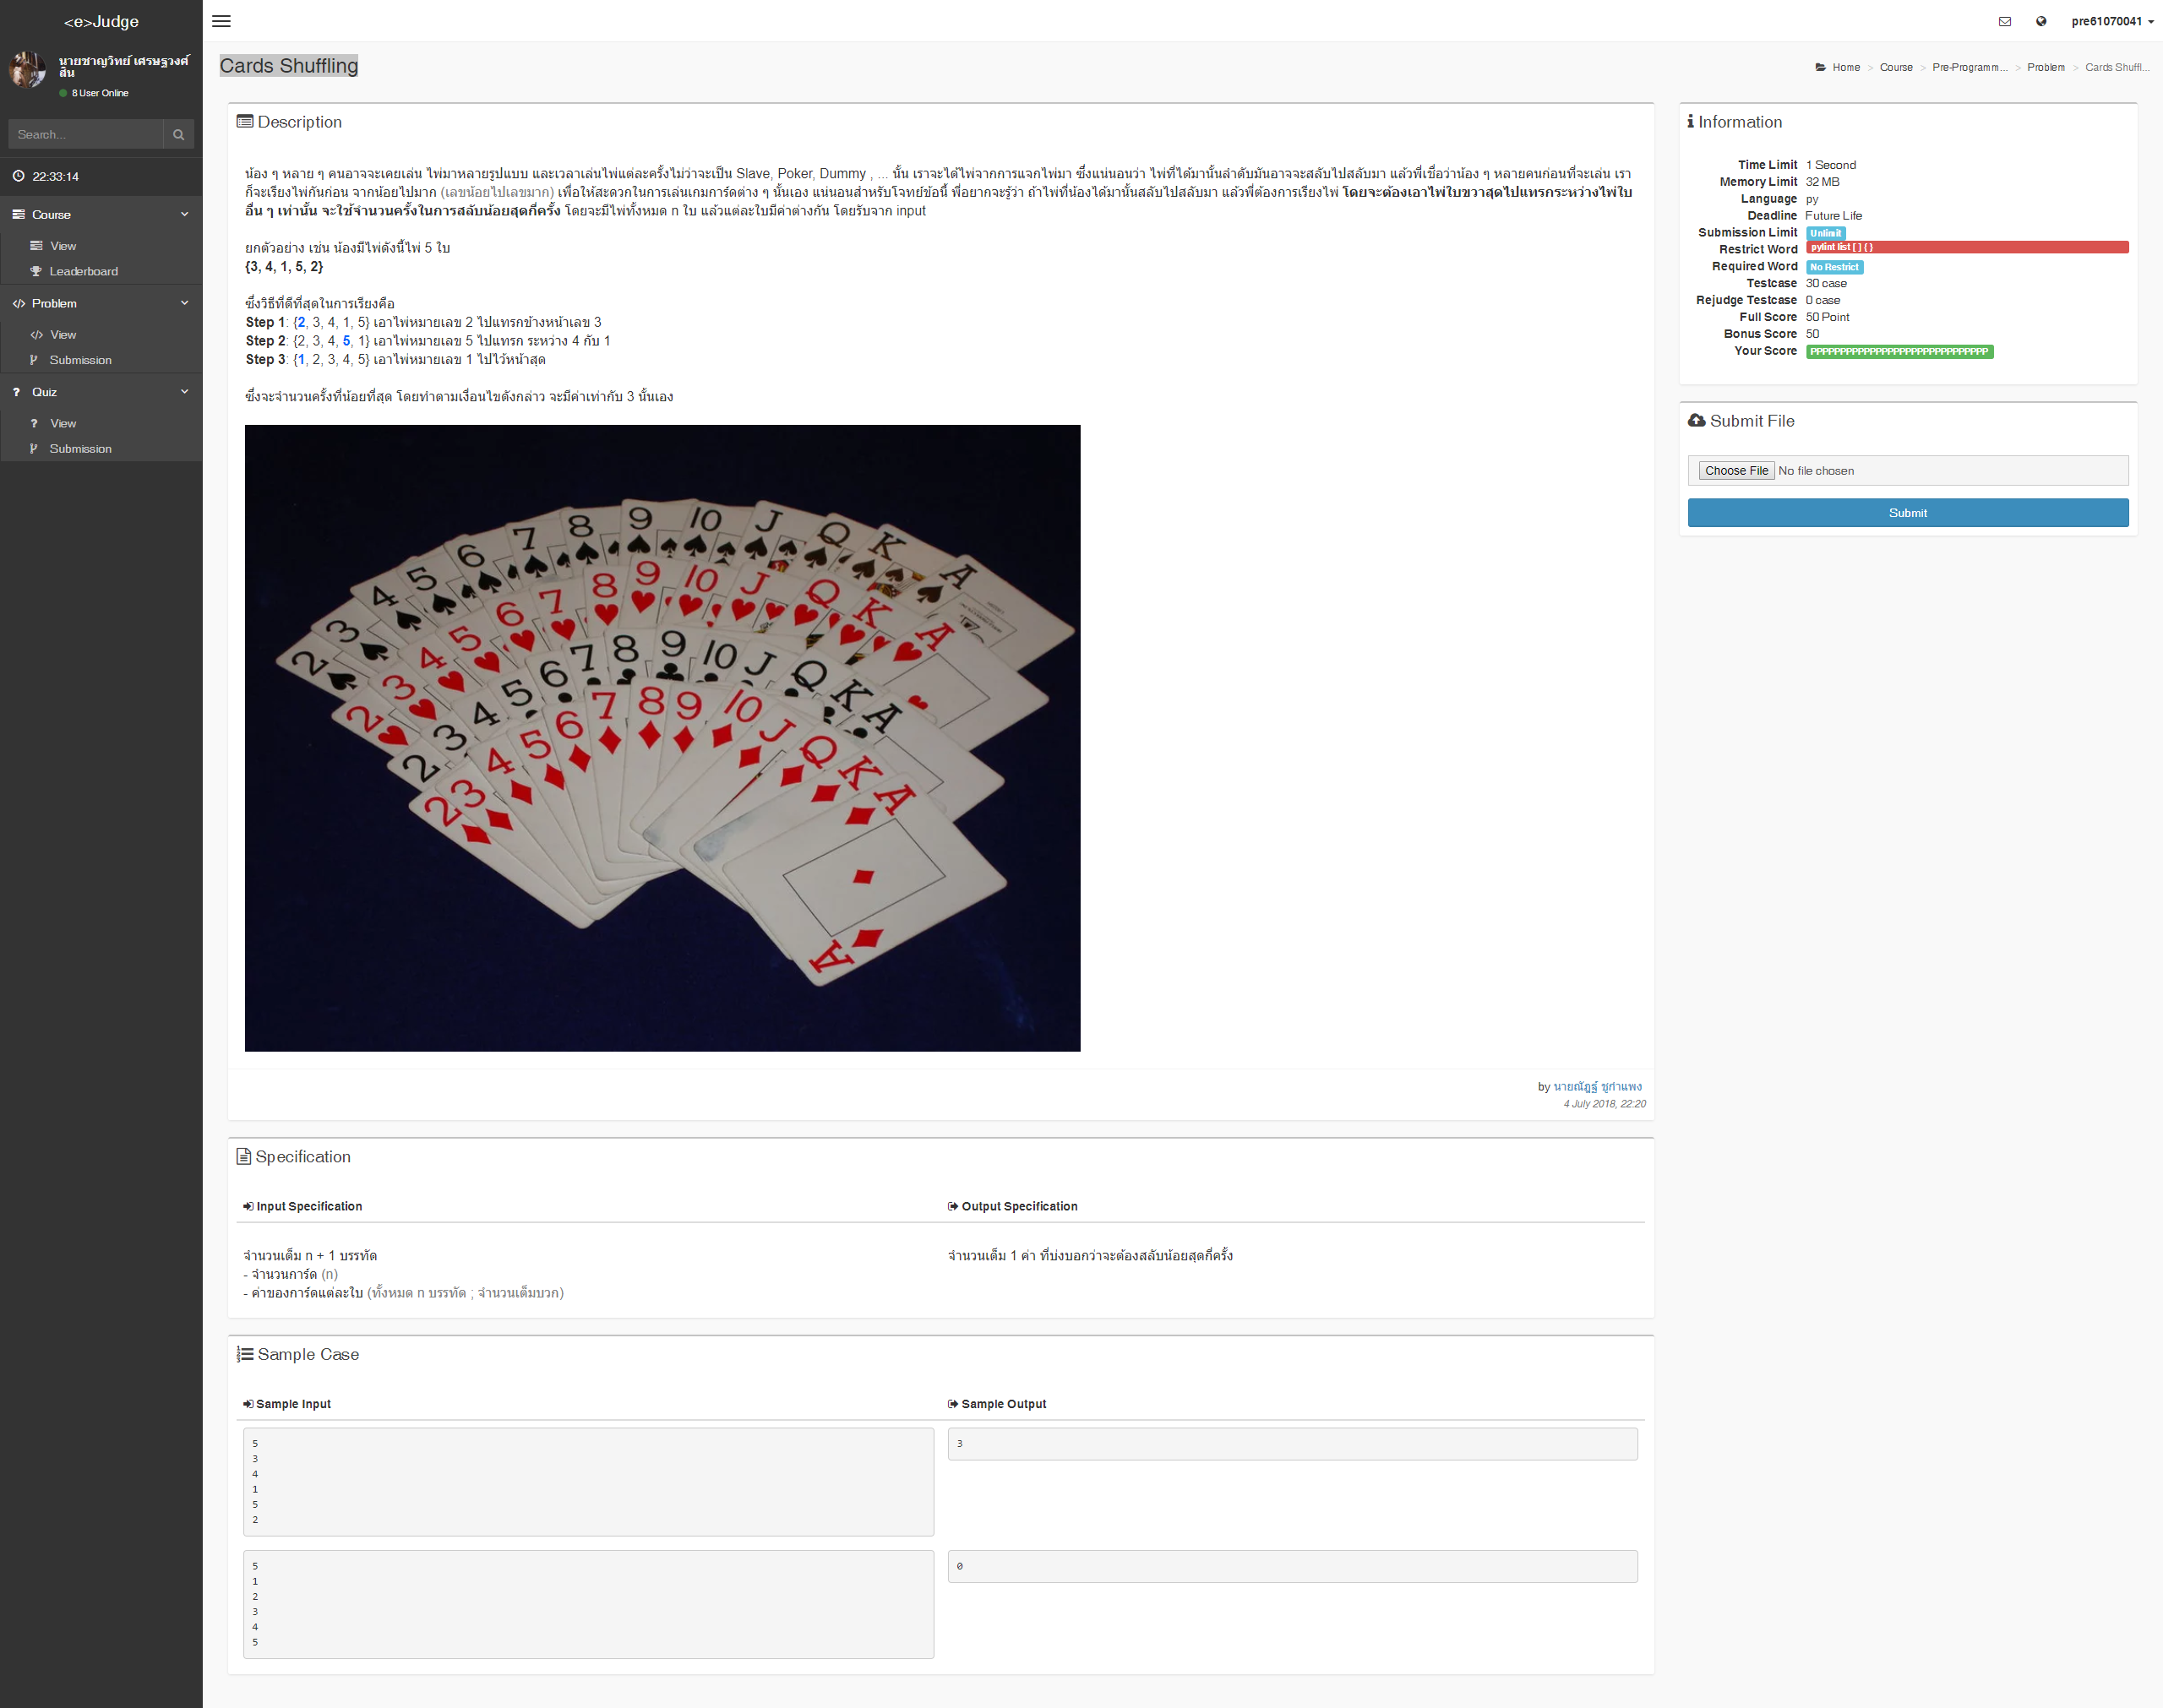 <e>Judge
pre61070041
นายชาญวิทย์ เศรษฐวงศ์
สิน
8 User Online
Search...
22:33:14
Course
View
Leaderboard
Problem
View
Submission
Quiz
View
Submission
Cards Shuffling
Home > Course > Pre-Programm... > Problem > Cards Shuffl...
Description
น้อง ๆ หลาย ๆ คนอาจจะเคยเล่น ไพ่มาหลายรูปแบบ และเวลาเล่นไพ่แต่ละครั้งไม่ว่าจะเป็น Slave, Poker, Dummy , ... นั้น เราจะได้ไพ่จากการแจกไพ่มา ซึ่งแน่นอนว่า ไพ่ที่ได้มานั้นลำดับมันอาจจะสลับไปสลับมา แล้วพี่เชื่อว่าน้อง ๆ หลายคนก่อนที่จะเล่น เรา
ก็จะเรียงไพ่กันก่อน จากน้อยไปมาก (เลขน้อยไปเลขมาก) เพื่อให้สะดวกในการเล่นเกมการ์ดต่าง ๆ นั้นเอง แน่นอนสำหรับโจทย์ข้อนี้ พี่อยากจะรู้ว่า ถ้าไพ่ที่น้องได้มานั้นสลับไปสลับมา แล้วพี่ต้องการเรียงไพ่ โดยจะต้องเอาไพ่ใบขวาสุดไปแทรกระหว่างไพ่ใบ
อื่น ๆ เท่านั้น จะใช้จำนวนครั้งในการสลับน้อยสุดกี่ครั้ง โดยจะมีไพ่ทั้งหมด n ใบ แล้วแต่ละใบมีค่าต่างกัน โดยรับจาก input
ยกตัวอย่าง เช่น น้องมีไพ่ดังนี้ไพ่ 5 ใบ
{3, 4, 1, 5, 2}
ซึ่งวิธีที่ดีที่สุดในการเรียงคือ
Step 1: {2, 3, 4, 1, 5} เอาไพ่หมายเลข 2 ไปแทรกข้างหน้าเลข 3
Step 2: {2, 3, 4, 5, 1} เอาไพ่หมายเลข 5 ไปแทรก ระหว่าง 4 กับ 1
Step 3: {1, 2, 3, 4, 5} เอาไพ่หมายเลข 1 ไปไว้หน้าสุด
ซึ่งจะจำนวนครั้งที่น้อยที่สุด โดยทำตามเงื่อนไขดังกล่าว จะมีค่าเท่ากับ 3 นั้นเอง
2 3 4 5 6 7 8 9 10 J Q K A
2 3 4 5 6 7 8 9 10 J Q K A
2 3 4 5 6 7 8 9 10 J Q K A
2 3 4 5 6 7 8 9 10 J Q K A
A
by นายณัฏฐ์ ชูกำแพง
4 July 2018, 22:20
Information
Time Limit 1 Second
Memory Limit 32 MB
Language py
Deadline Future Life
Submission Limit Unlimit
Restrict Word pylint list [ ] { }
Required Word No Restrict
Testcase 30 case
Rejudge Testcase 0 case
Full Score 50 Point
Bonus Score 50
Your Score PPPPPPPPPPPPPPPPPPPPPPPPPPPPPP
Submit File
Choose File No file chosen
Submit
Specification
Input Specification
จำนวนเต็ม n + 1 บรรทัด
- จำนวนการ์ด (n)
- ค่าของการ์ดแต่ละใบ (ทั้งหมด n บรรทัด ; จำนวนเต็มบวก)
Output Specification
จำนวนเต็ม 1 ค่า ที่บ่งบอกว่าจะต้องสลับน้อยสุดกี่ครั้ง
Sample Case
Sample Input
Sample Output
5
3
4
1
5
2
3
5
1
2
3
4
5
0